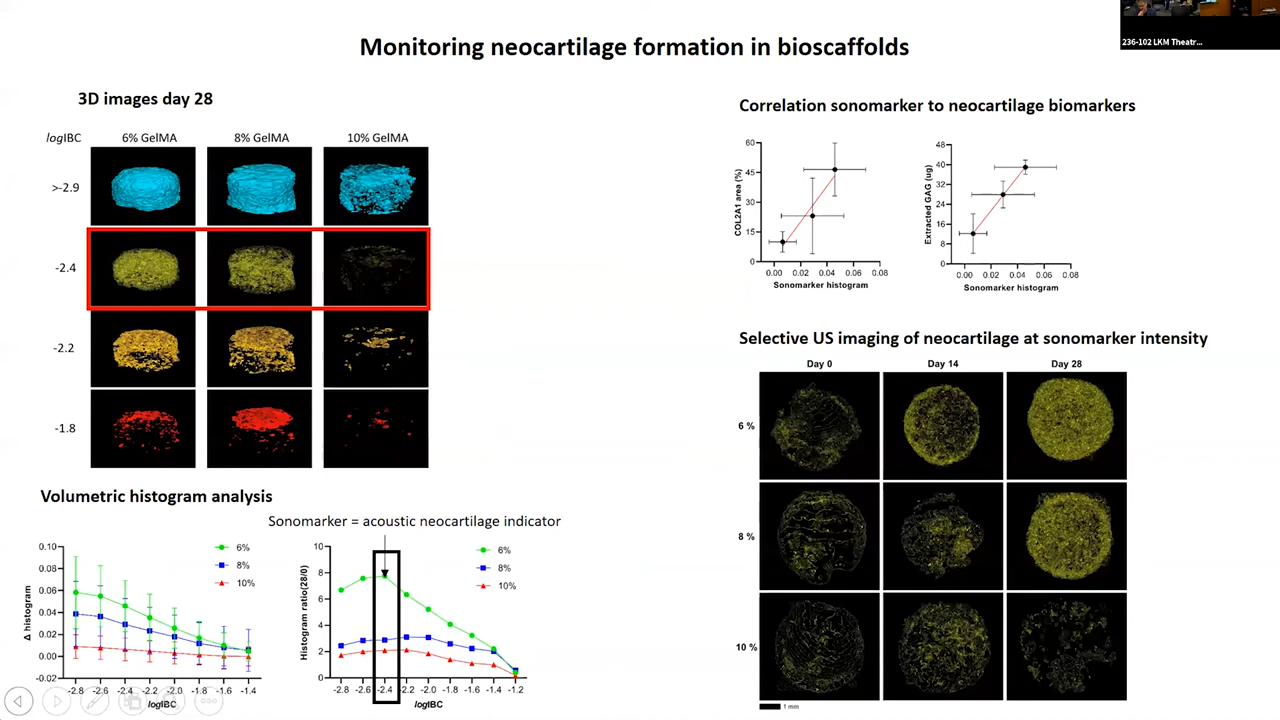 236-102 LKM Theatr...
Monitoring neocartilage formation in bioscaffolds
3D images day 28
logIBC 6% GelMA 8% GelMA 10% GelMA
>-2.9
-2.4
-2.2
-1.8
Volumetric histogram analysis
Sonomarker = acoustic neocartilage indicator
Δ histogram
0.10
0.08
0.06
0.04
0.02
0.00
-0.02
6%
8%
10%
-2.8 -2.6 -2.4 -2.2 -2.0 -1.8 -1.6 -1.4
logIBC
Histogram ratio(28/0)
10
8
6
4
2
0
6%
8%
10%
-2.8 -2.6 -2.4 -2.2 -2.0 -1.8 -1.6 -1.4 -1.2
logIBC
Correlation sonomarker to neocartilage biomarkers
COL2A1 area (%)
60
45
30
15
0
0.00 0.02 0.04 0.06 0.08
Sonomarker histogram
Extracted GAG (ug)
48
40
32
24
16
8
0
0.00 0.02 0.04 0.06 0.08
Sonomarker histogram
Selective US imaging of neocartilage at sonomarker intensity
Day 0 Day 14 Day 28
6 %
8 %
10 %
1 mm